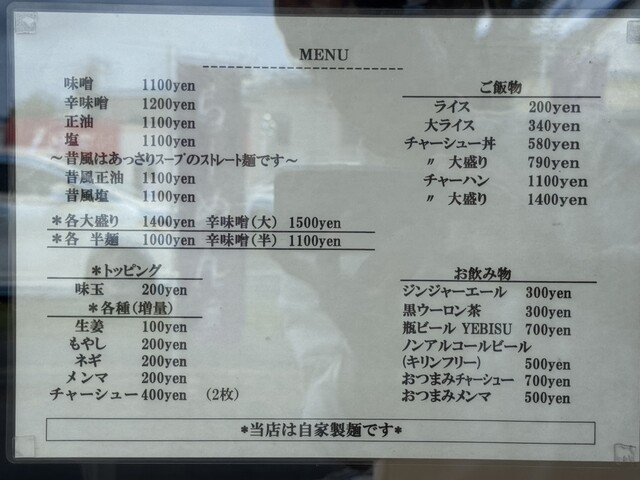 MENU
味噌 1100yen
辛味噌 1200yen
正油 1100yen
塩 1100yen
～昔風はあっさりスープのストレート麺です～
昔風正油 1100yen
昔風塩 1100yen
*各大盛り 1400yen 辛味噌(大) 1500yen
*各 半麺 1000yen 辛味噌(半) 1100yen
*トッピング
味玉 200yen
*各種(増量)
生姜 100yen
もやし 200yen
ネギ 200yen
メンマ 200yen
チャーシュー 400yen (2枚)
ご飯物
ライス 200yen
大ライス 340yen
チャーシュー丼 580yen
〃 大盛り 790yen
チャーハン 1100yen
〃 大盛り 1400yen
お飲み物
ジンジャーエール 300yen
黒ウーロン茶 300yen
瓶ビール YEBISU 700yen
ノンアルコールビール
(キリンフリー) 500yen
おつまみチャーシュー 700yen
おつまみメンマ 500yen
*当店は自家製麺です*